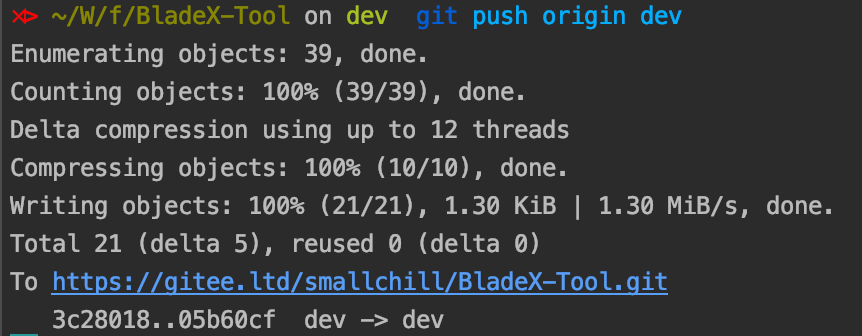 ~/W/f/BladeX-Tool on dev git push origin dev
Enumerating objects: 39, done.
Counting objects: 100% (39/39), done.
Delta compression using up to 12 threads
Compressing objects: 100% (10/10), done.
Writing objects: 100% (21/21), 1.30 KiB | 1.30 MiB/s, done.
Total 21 (delta 5), reused 0 (delta 0)
To https://gitee.ltd/smallchill/BladeX-Tool.git
3c28018..05b60cf dev -> dev